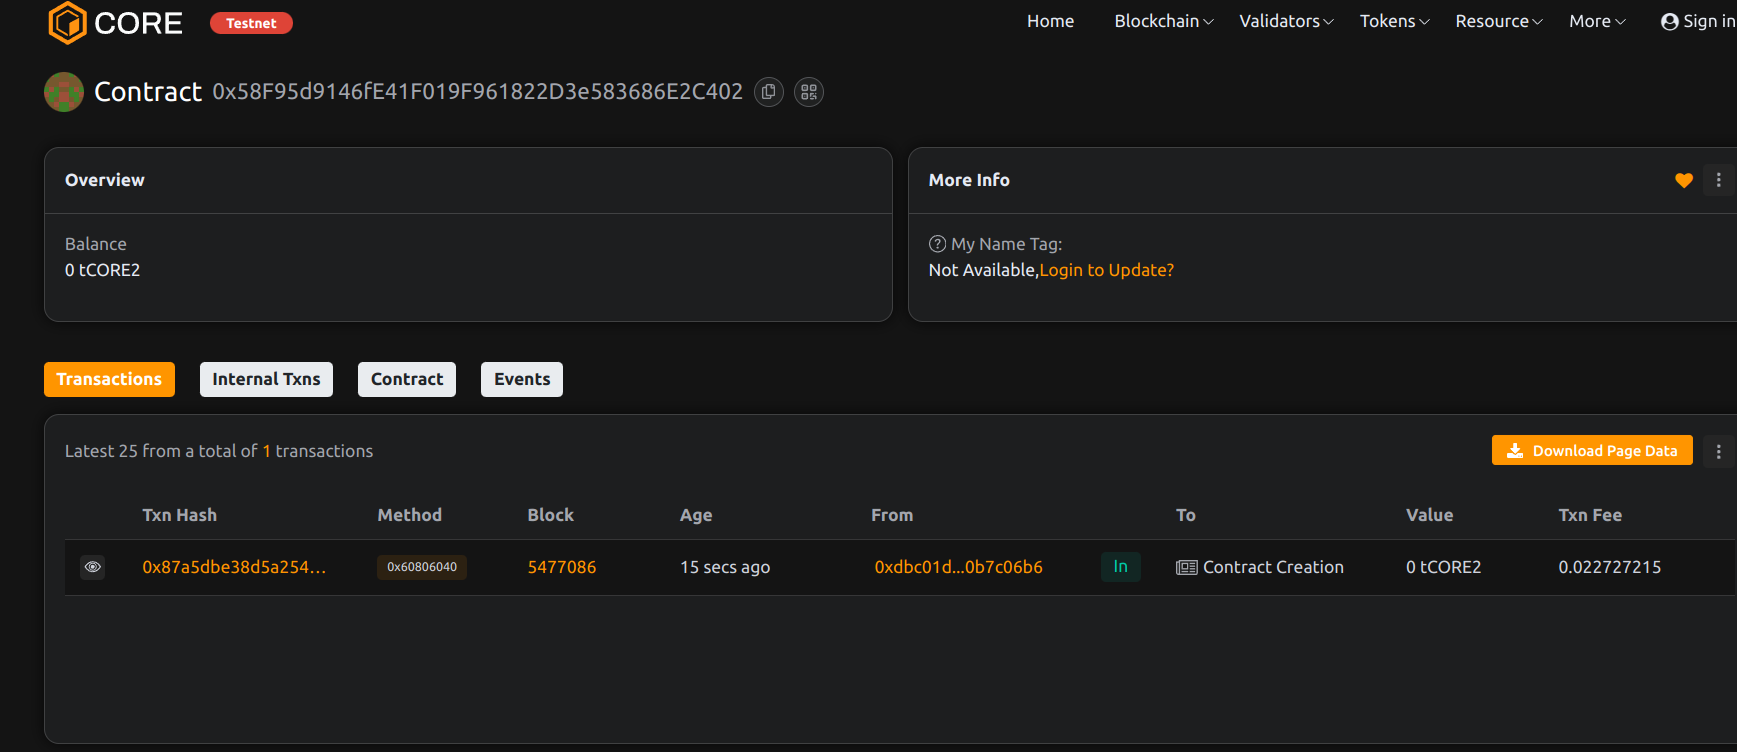 CORE Testnet Home Blockchain Validators Tokens Resource More Sign in
Contract 0x58F95d9146fE41F019F961822D3e583686E2C402
Overview
More Info
Balance
0 tCORE2
My Name Tag:
Not Available,Login to Update?
Transactions Internal Txns Contract Events
Latest 25 from a total of 1 transactions
Download Page Data
Txn Hash Method Block Age From To Value Txn Fee
0x87a5dbe38d5a254... 0x60806040 5477086 15 secs ago 0xdbc01d...0b7c06b6 In Contract Creation 0 tCORE2 0.022727215